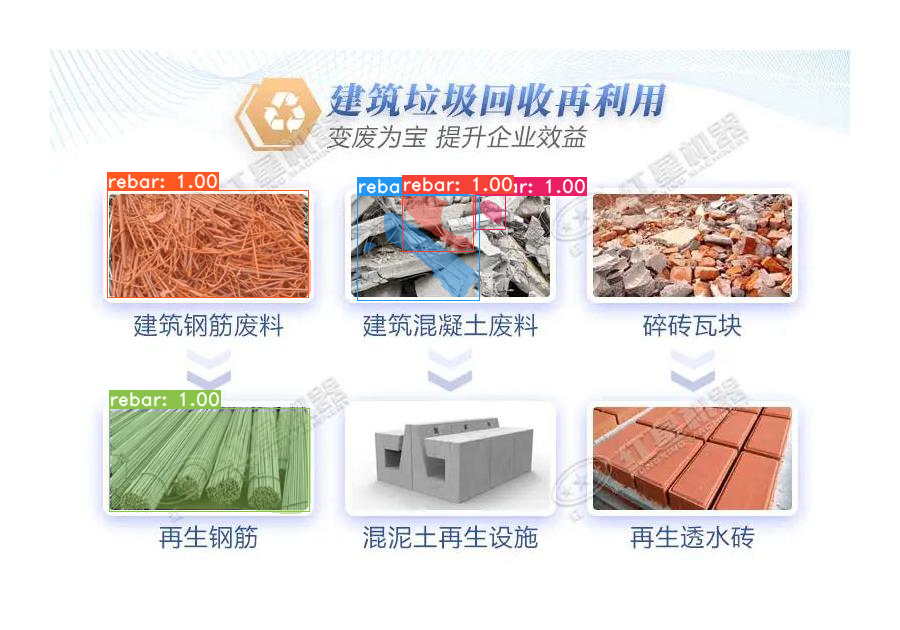 建筑垃圾回收再利用
变废为宝 提升企业效益
rebar: 1.00
reba
rebar: 1.00
ar: 1.00
建筑钢筋废料
建筑混凝土废料
碎砖瓦块
rebar: 1.00
再生钢筋
混泥土再生设施
再生透水砖
红星机器
红星机器
红星机器
红星机器